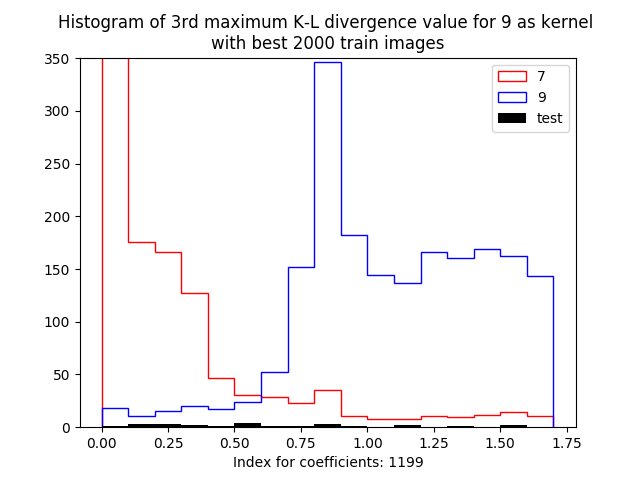 Histogram of 3rd maximum K-L divergence value for 9 as kernel
with best 2000 train images
350
300
250
200
150
100
50
0
7
9
test
0.00 0.25 0.50 0.75 1.00 1.25 1.50 1.75
Index for coefficients: 1199